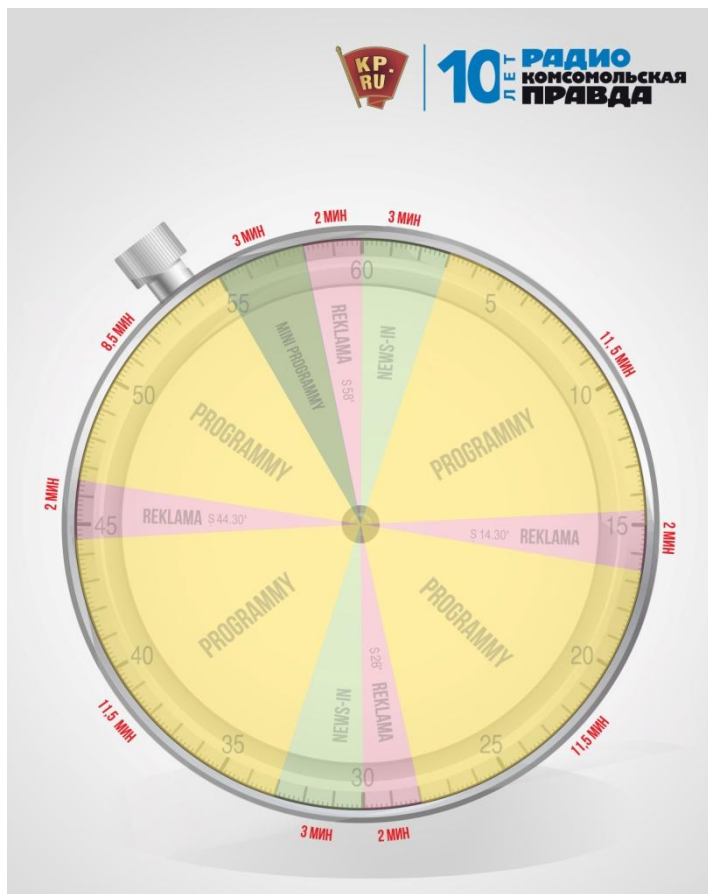 KP.
RU
10 ЛЕТ
РАДИО
КОМСОМОЛЬСКАЯ
ПРАВДА
3 МИН
2 МИН
3 МИН
8,5 МИН
11,5 МИН
2 МИН
2 МИН
11,5 МИН
11,5 МИН
3 МИН
2 МИН
60
5
10
15
20
25
30
35
40
45
50
55
MINI PROGRAMMY
REKLAMA S 58'
NEWS-IN
PROGRAMMY
PROGRAMMY
REKLAMA S 44.30'
S 14.30' REKLAMA
PROGRAMMY
PROGRAMMY
NEWS-IN
S 28' REKLAMA